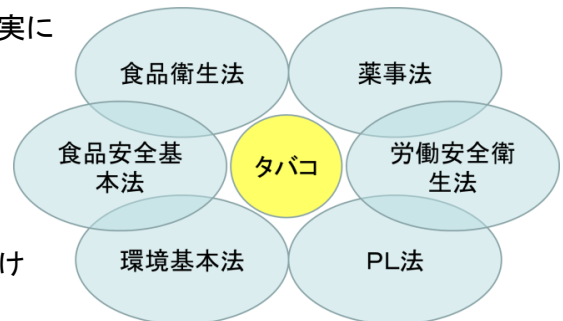 実に
食品衛生法
薬事法
食品安全基
本法
タバコ
労働安全衛
生法
環境基本法
PL法
け